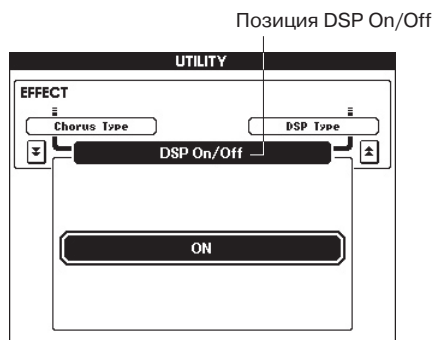 Позиция DSP On/Off
UTILITY
EFFECT
Chorus Type DSP Type
DSP On/Off
ON